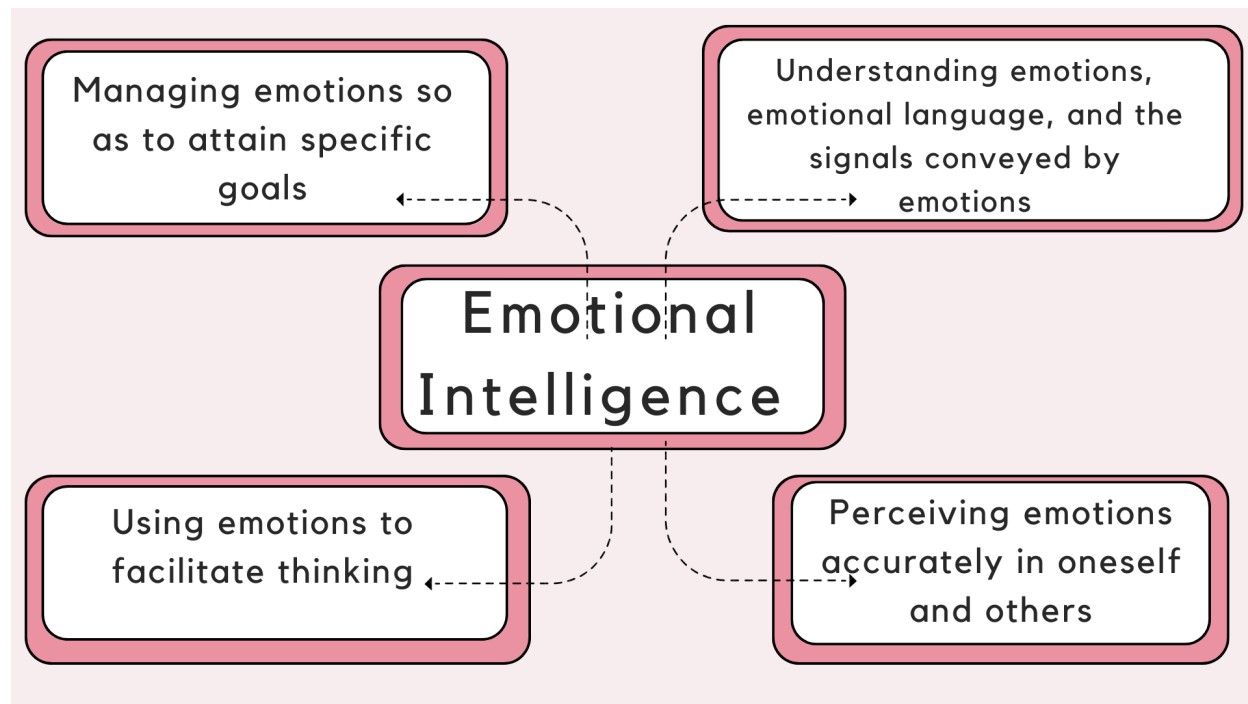 Managing emotions so
as to attain specific
goals
Understanding emotions,
emotional language, and the
signals conveyed by
emotions
Emotional
Intelligence
Using emotions to
facilitate thinking
Perceiving emotions
accurately in oneself
and others